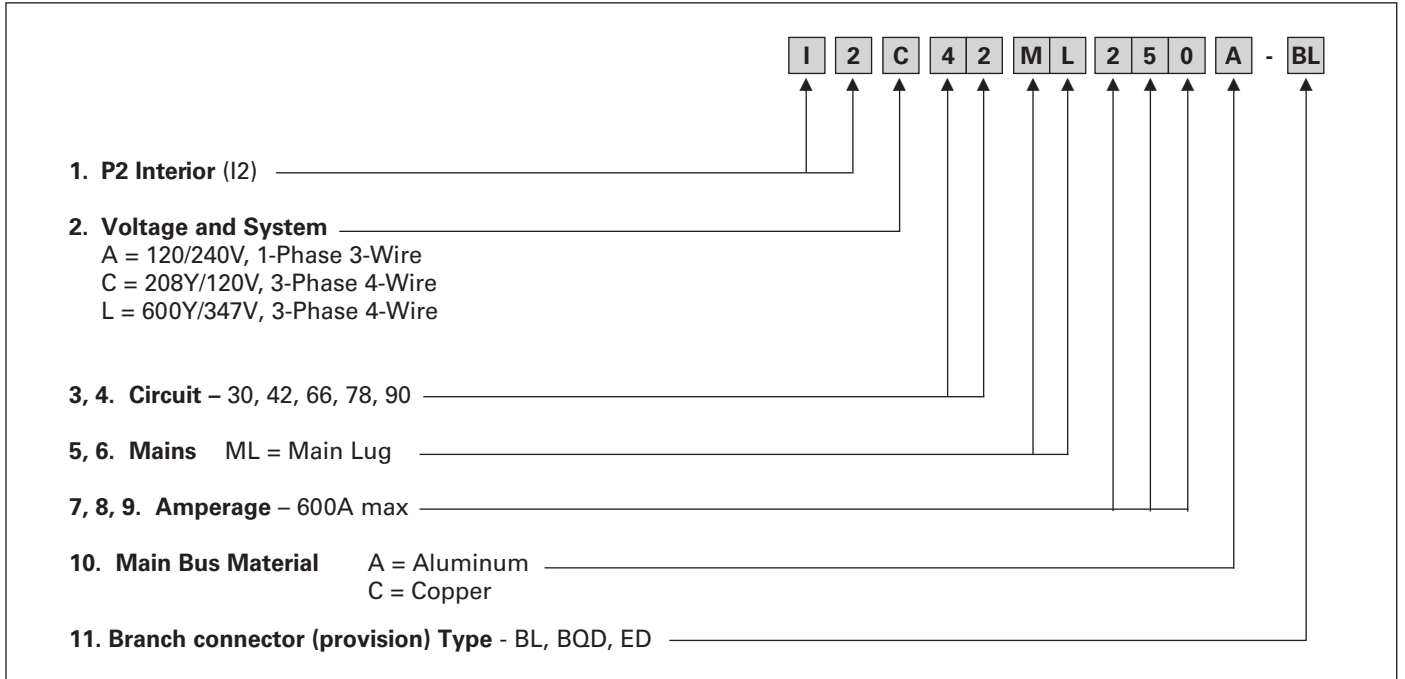 I 2 C 4 2 M L 2 5 0 A - BL
1. P2 Interior (I2)
2. Voltage and System
A = 120/240V, 1-Phase 3-Wire
C = 208Y/120V, 3-Phase 4-Wire
L = 600Y/347V, 3-Phase 4-Wire
3, 4. Circuit – 30, 42, 66, 78, 90
5, 6. Mains ML = Main Lug
7, 8, 9. Amperage – 600A max
10. Main Bus Material A = Aluminum
C = Copper
11. Branch connector (provision) Type - BL, BQD, ED